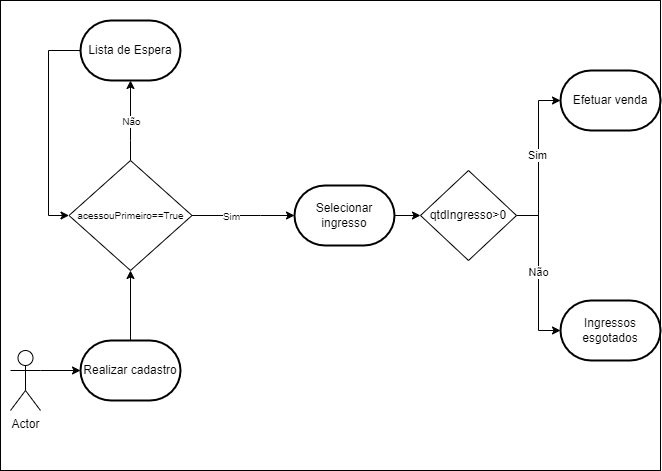 Lista de Espera
Não
acessouPrimeiro==True
Sim
Selecionar
ingresso
qtdIngresso>0
Sim
Efetuar venda
Não
Ingressos
esgotados
Realizar cadastro
Actor